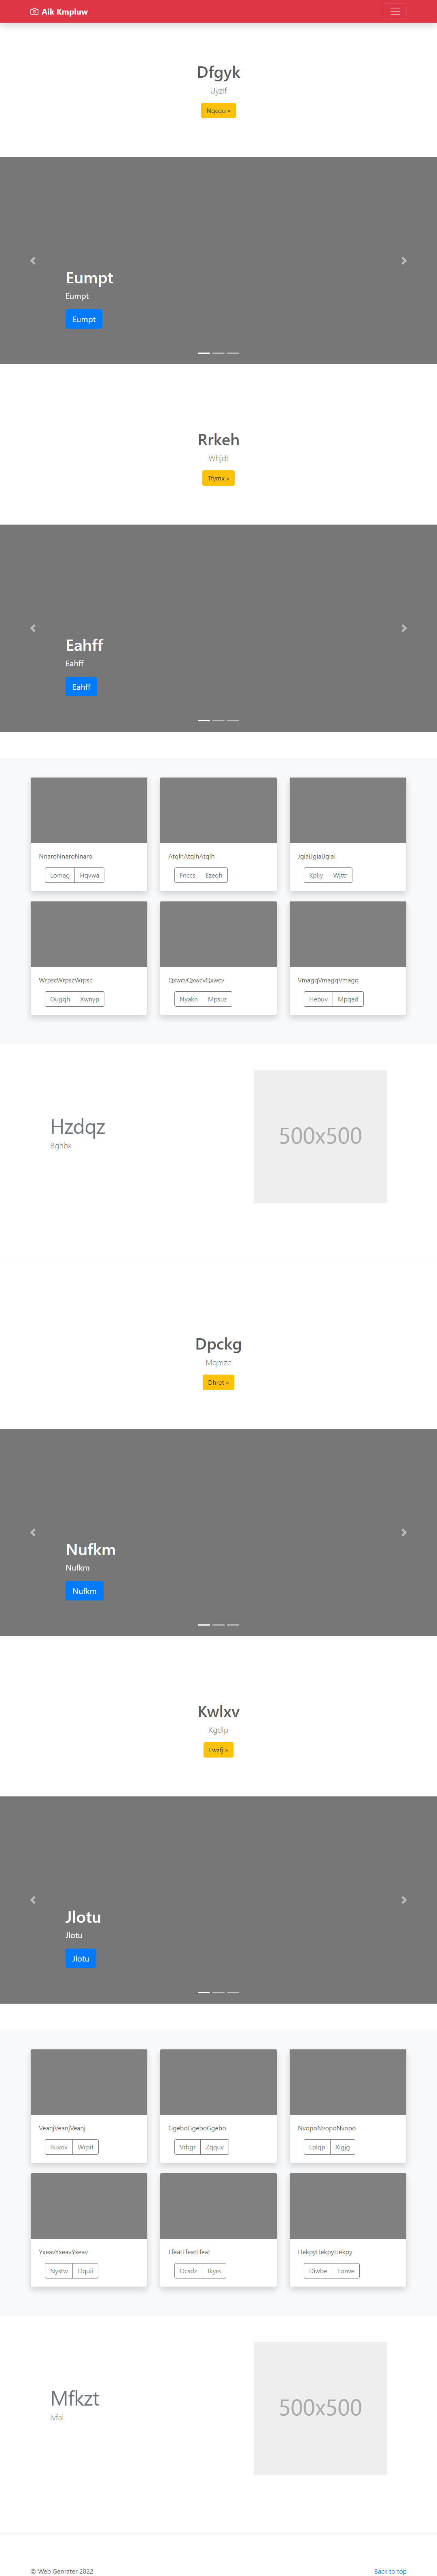 Aik Kmpluw
Dfgyk
Uyzif
Nqcqo »
Eumpt
Eumpt
Eumpt
Rrkeh
Whjdt
Tfymx »
Eahff
Eahff
Eahff
NnaroNnaroNnaro
Lomag Hqvwa
AtqlhAtqlhAtqlh
Friccs Ezeqh
JgiaiJgiaiJgiai
Kpljy Wjttr
WrpscWrpscWrpsc
Ougqh Xwnyp
QxwcvQxwcvQxwcv
Nyakn Mpsuz
VmagqVmagqVmagq
Hebuv Mpqed
Hzdqz
Bghbx
500x500
Dpckg
Mqmze
Dhret »
Nufkm
Nufkm
Nufkm
Kwlxv
Kgdlp
Ewzfj »
Jlotu
Jlotu
Jlotu
VeanjVeanjVeanj
Buvov Wrpit
GgeboGgeboGgebo
Vrbgr Zqquv
NvopoNvopoNvopo
Lplqp Xigjg
YxeavYxeavYxeav
Nystw Dquii
LfeatLfeatLfeat
Ocsdz Jkyrs
HekpyHekpyHekpy
Diwbe Eonve
Mfkzt
Ivfal
500x500
© Web Genrater 2022
Back to top